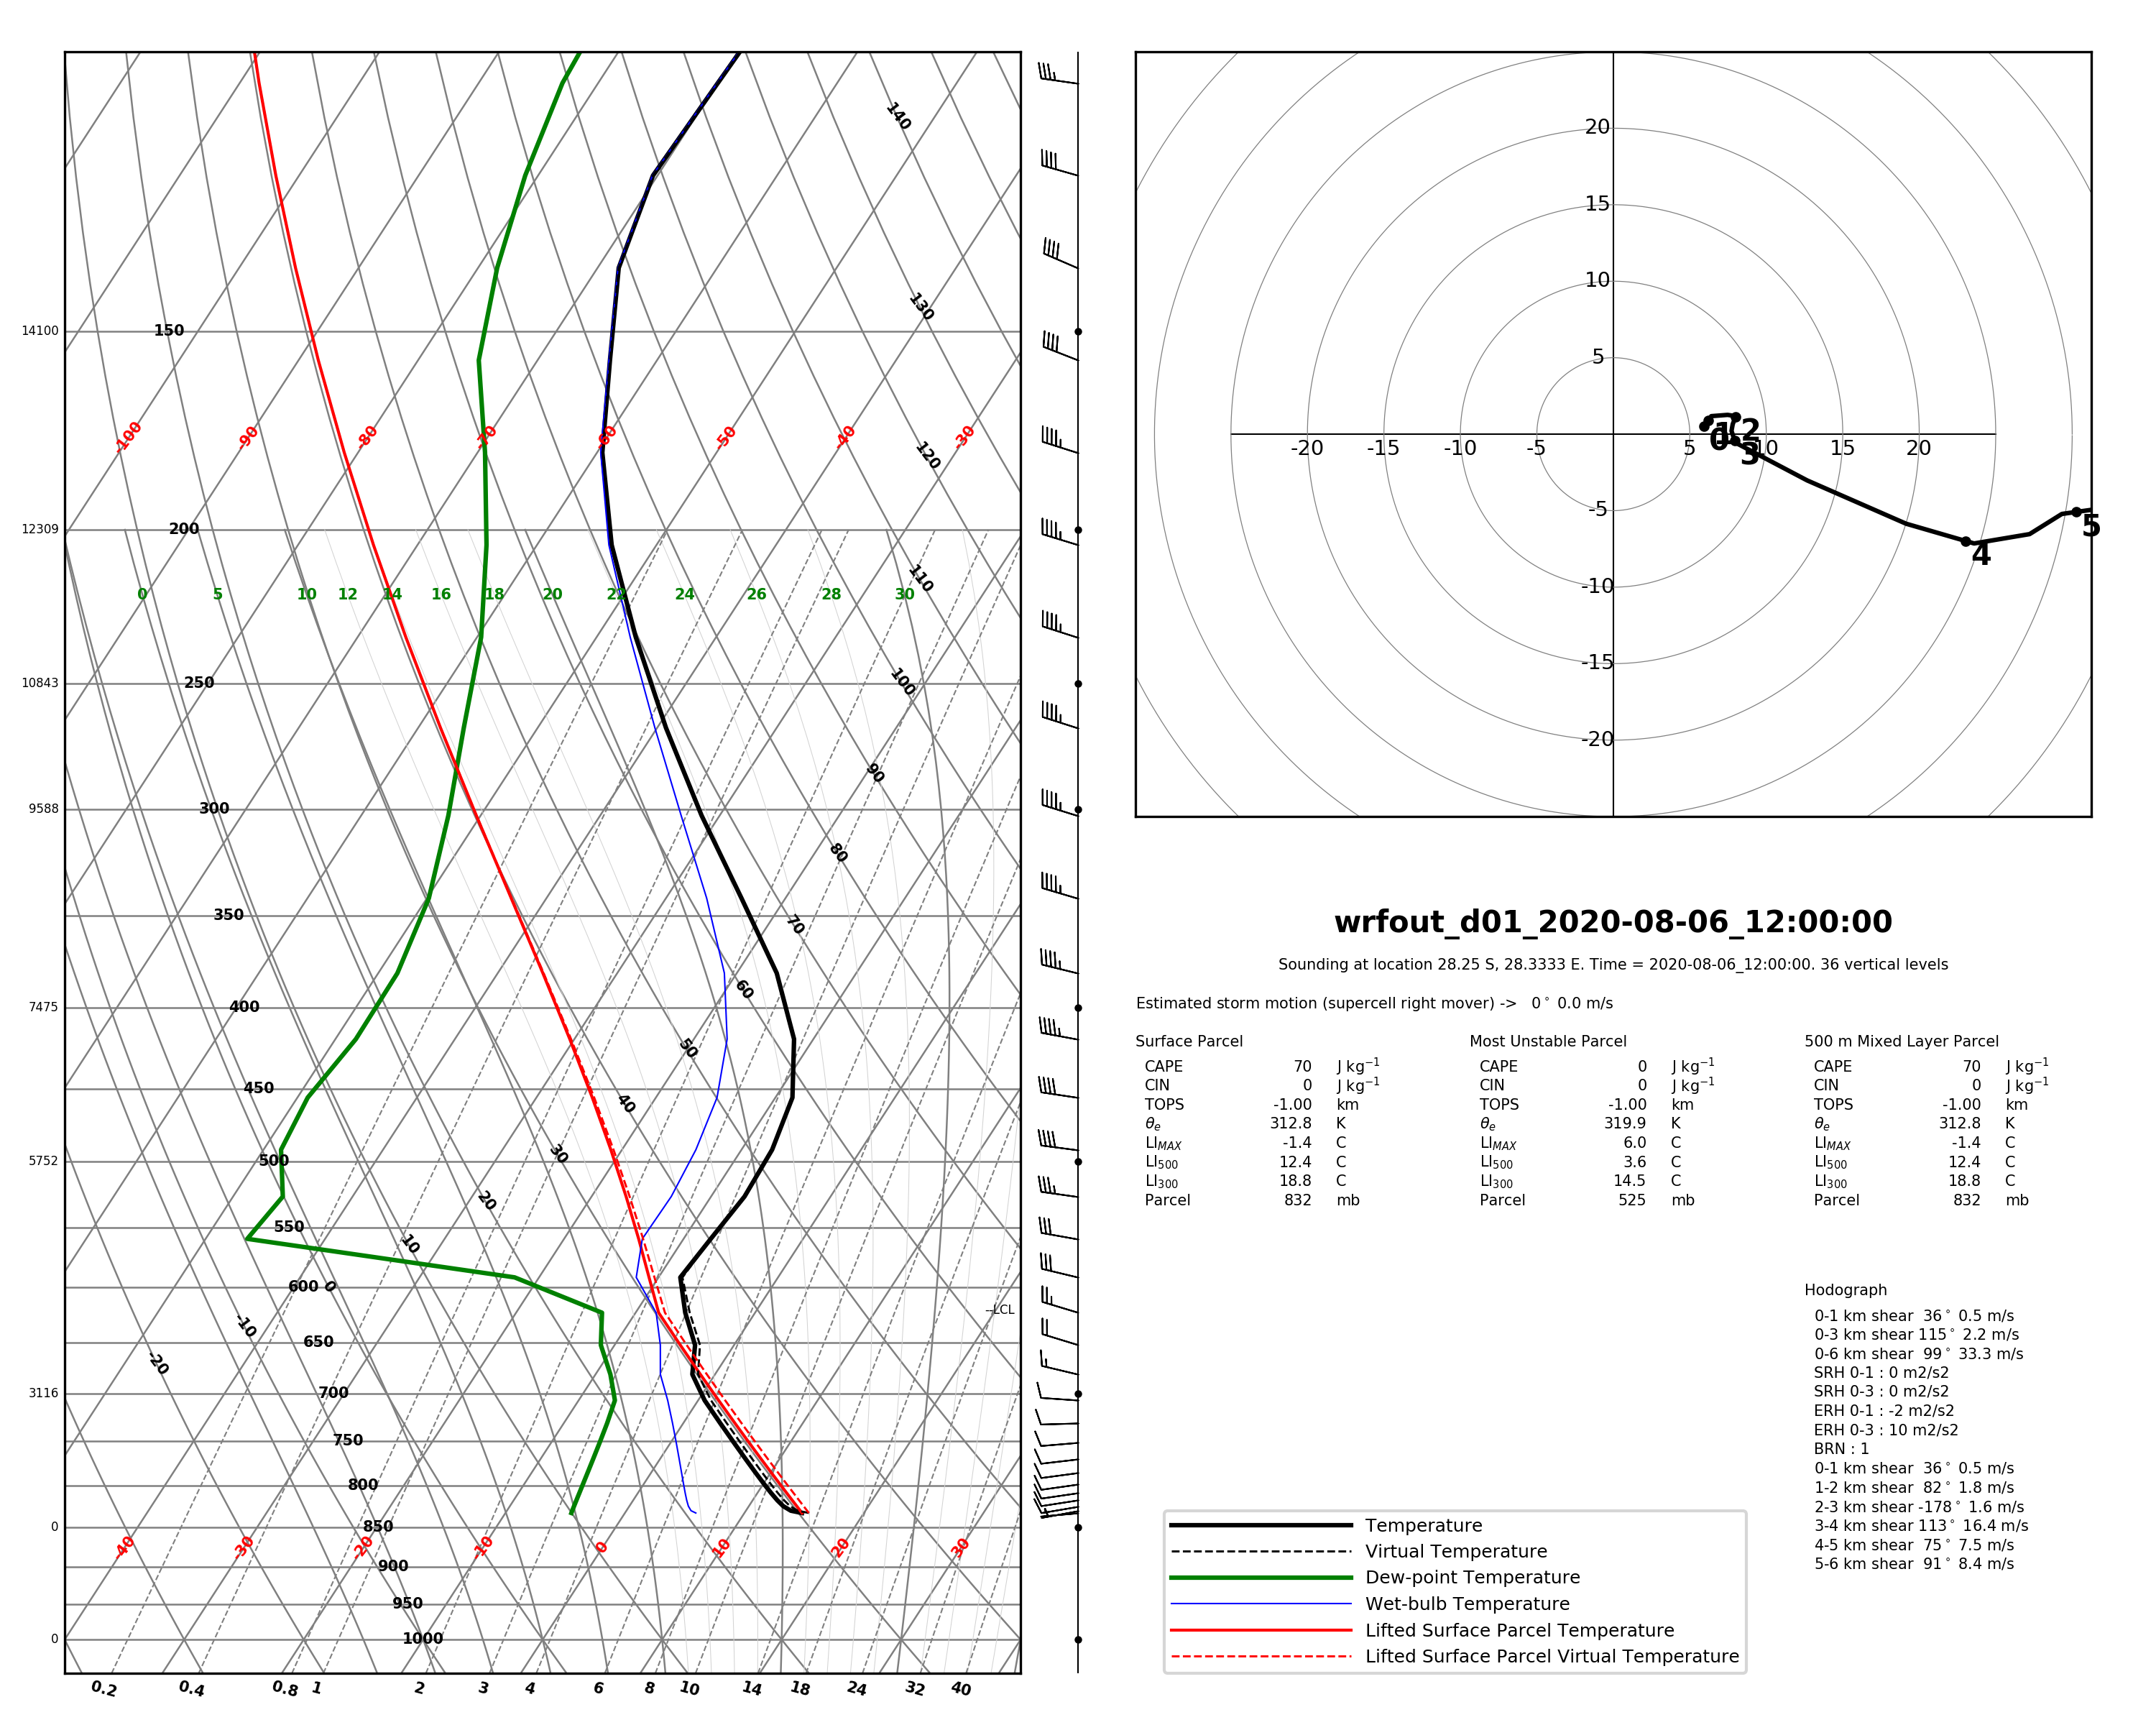 140
130
120
110
100
90
80
70
60
50
40
30
20
10
0
-10
-20
14100 150
-100 -90 -80 -70 -60 -50 -40 -30
12309 200
0 5 10 12 14 16 18 20 22 24 26 28 30
10843 250
9588 300
350
7475 400
450
5752 500
550
600
--LCL
650
3116 700
750
800
0 850
-40 -30 -20 -10 0 10 20 30
900
950
0 1000
0.2 0.4 0.8 1 2 3 4 6 8 10 14 18 24 32 40
20
15
10
5
-20 -15 -10 -5 5 10 15 20
-5
-10
-15
-20
0 1 2 3 4 5
wrfout_d01_2020-08-06_12:00:00
Sounding at location 28.25 S, 28.3333 E. Time = 2020-08-06_12:00:00. 36 vertical levels
Estimated storm motion (supercell right mover) -> 0° 0.0 m/s
Surface Parcel
CAPE 70 J kg⁻¹
CIN 0 J kg⁻¹
TOPS -1.00 km
θe 312.8 K
LIMAX -1.4 C
LI500 12.4 C
LI300 18.8 C
Parcel 832 mb
Most Unstable Parcel
CAPE 0 J kg⁻¹
CIN 0 J kg⁻¹
TOPS -1.00 km
θe 319.9 K
LIMAX 6.0 C
LI500 3.6 C
LI300 14.5 C
Parcel 525 mb
500 m Mixed Layer Parcel
CAPE 70 J kg⁻¹
CIN 0 J kg⁻¹
TOPS -1.00 km
θe 312.8 K
LIMAX -1.4 C
LI500 12.4 C
LI300 18.8 C
Parcel 832 mb
Hodograph
0-1 km shear 36° 0.5 m/s
0-3 km shear 115° 2.2 m/s
0-6 km shear 99° 33.3 m/s
SRH 0-1 : 0 m2/s2
SRH 0-3 : 0 m2/s2
ERH 0-1 : -2 m2/s2
ERH 0-3 : 10 m2/s2
BRN : 1
0-1 km shear 36° 0.5 m/s
1-2 km shear 82° 1.8 m/s
2-3 km shear -178° 1.6 m/s
3-4 km shear 113° 16.4 m/s
4-5 km shear 75° 7.5 m/s
5-6 km shear 91° 8.4 m/s
Temperature
Virtual Temperature
Dew-point Temperature
Wet-bulb Temperature
Lifted Surface Parcel Temperature
Lifted Surface Parcel Virtual Temperature